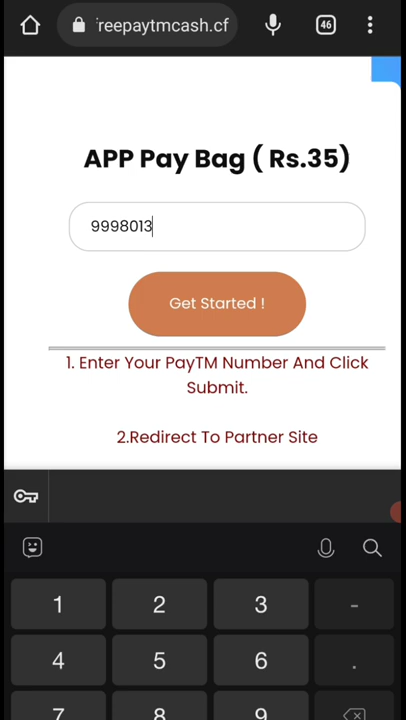 reepaytmcash.cf
46
APP Pay Bag ( Rs.35)
9998013
Get Started !
1. Enter Your PayTM Number And Click
Submit.
2.Redirect To Partner Site
1 2 3 -
4 5 6 .
7 8 9